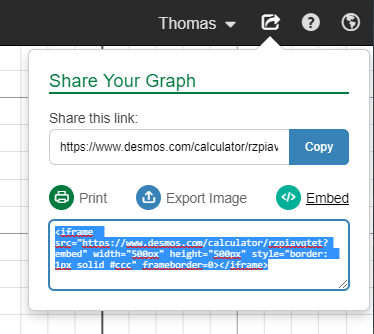 Thomas
Share Your Graph
Share this link:
https://www.desmos.com/calculator/rzpiav
Copy
Print
Export Image
Embed
<iframe
src="https://www.desmos.com/calculator/rzpiavqtet?
embed" width="500px" height="500px" style="border:
1px solid #ccc" frameborder=0></iframe>